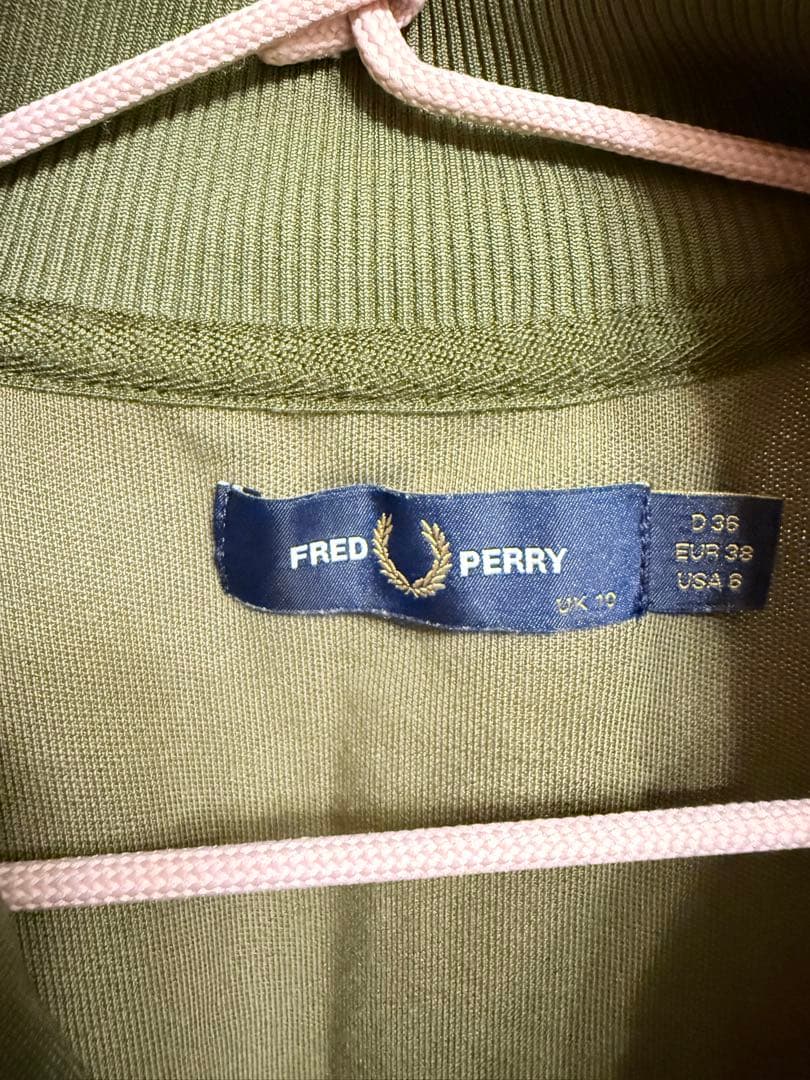 FRED PERRY
UK 10
D 36
EUR 38
USA 6